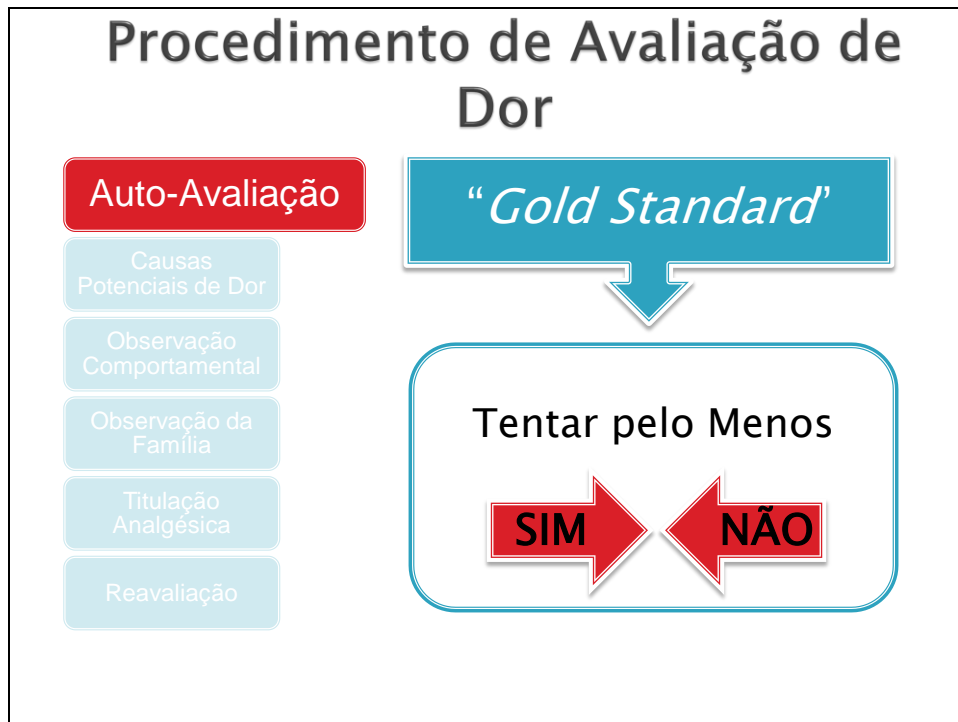 Procedimento de Avaliação de
Dor
Auto-Avaliação
Causas
Potenciais de Dor
Observação
Comportamental
Observação da
Família
Titulação
Analgésica
Reavaliação
“Gold Standard”
Tentar pelo Menos
SIM
NÃO